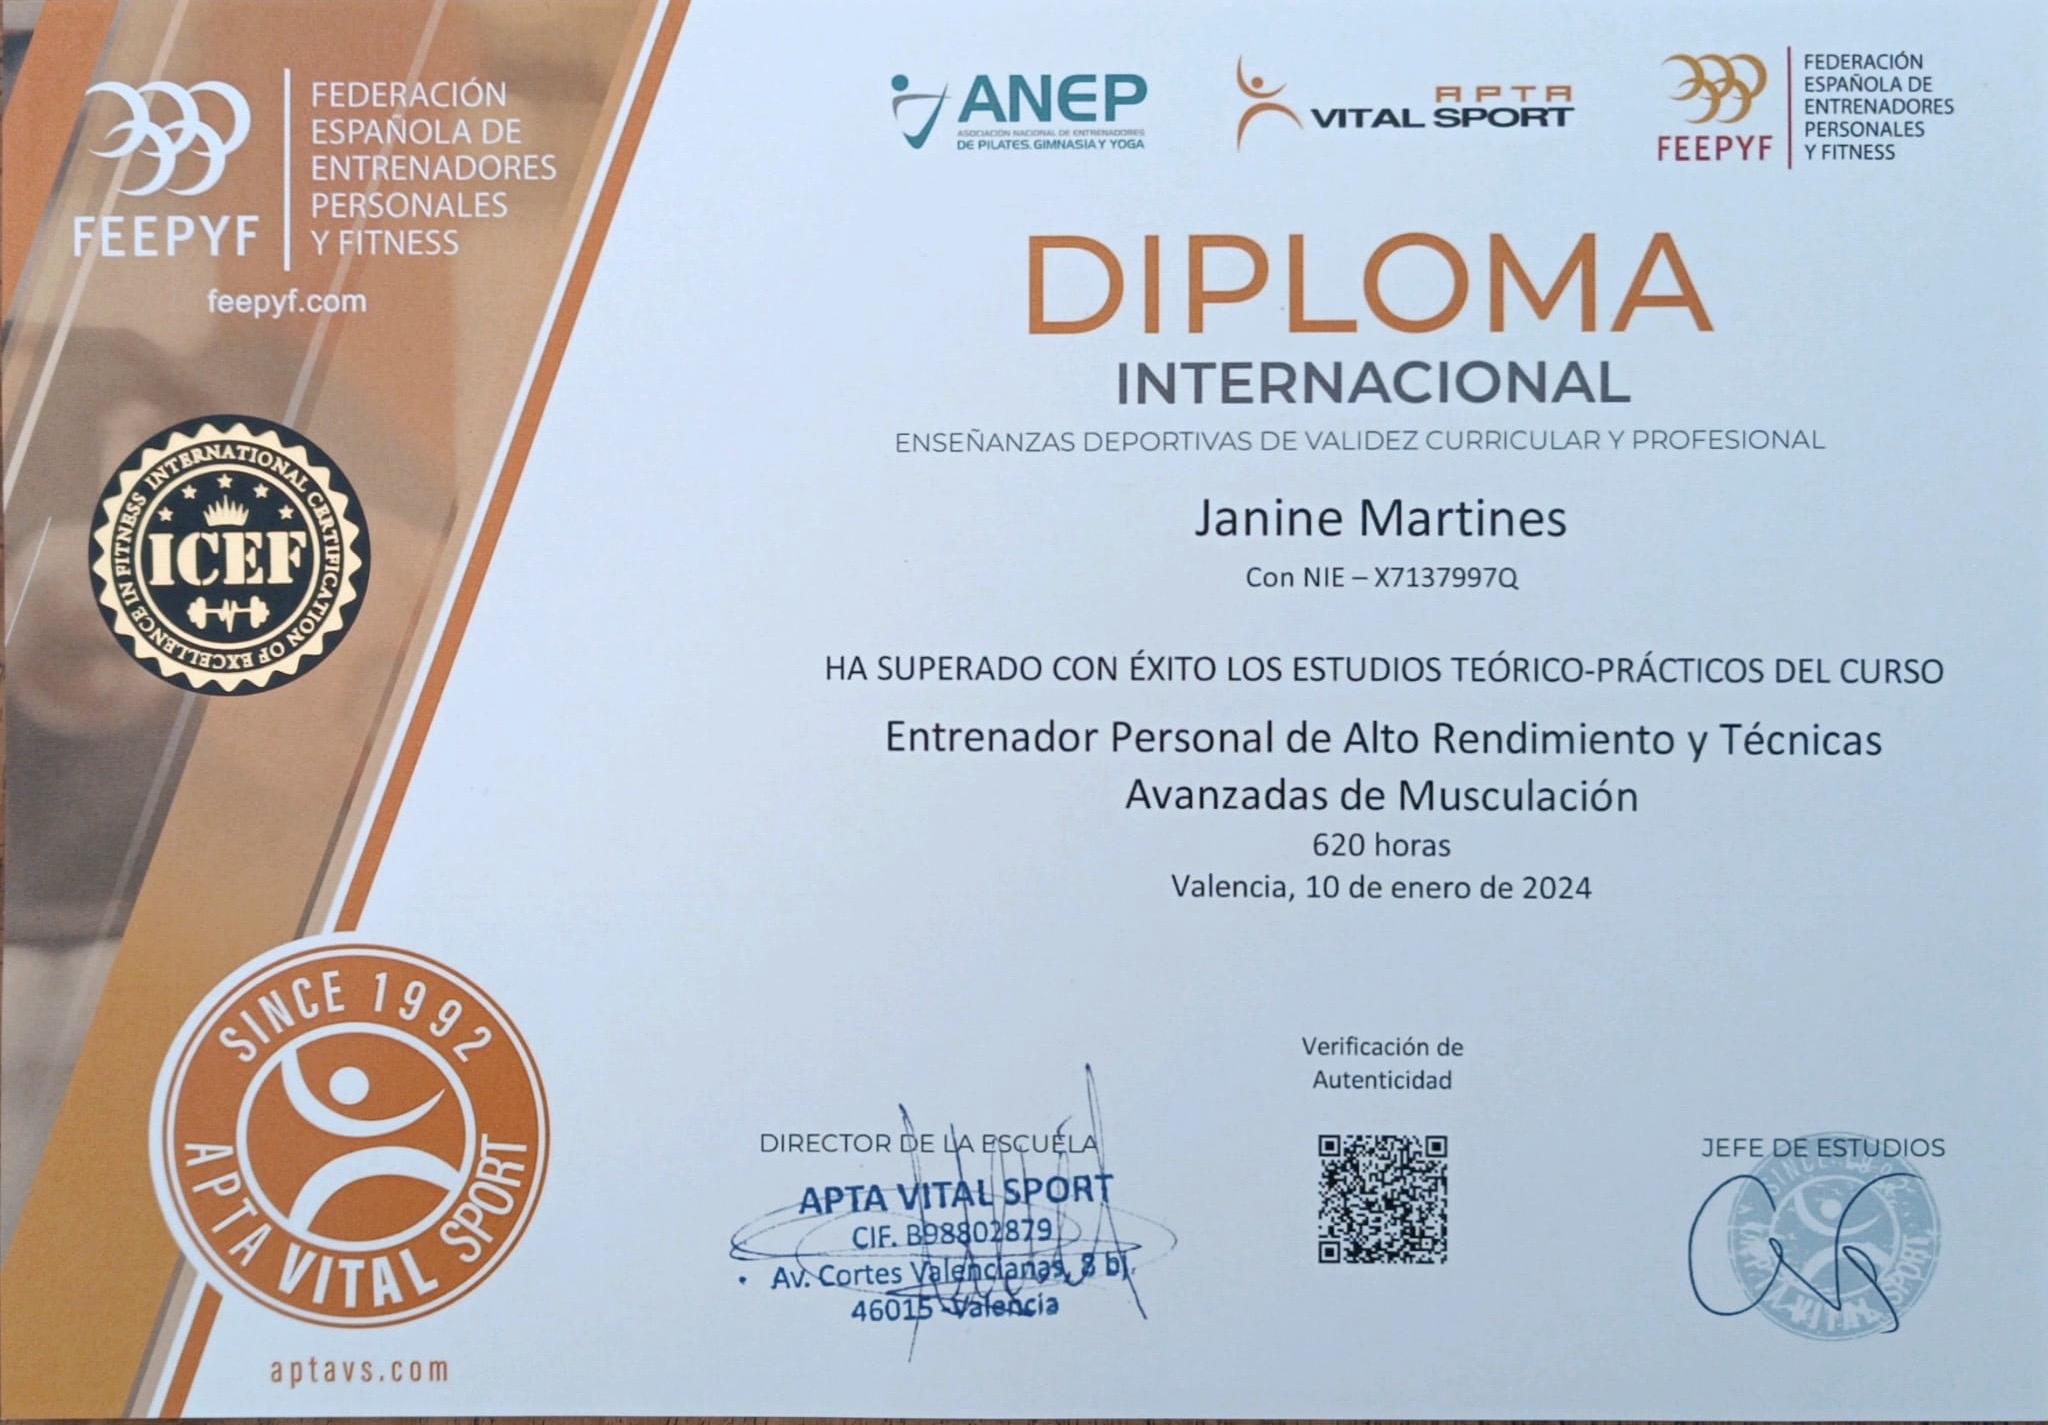 FEEPYF
FEDERACIÓN
ESPAÑOLA DE
ENTRENADORES
PERSONALES
Y FITNESS
feepyf.com
ANEP
ASOCIACIÓN NACIONAL DE ENTRENADORES
DE PILATES, GIMNASIA Y YOGA
APTA
VITAL SPORT
FEEPYF
FEDERACIÓN
ESPAÑOLA DE
ENTRENADORES
PERSONALES
Y FITNESS
DIPLOMA
INTERNACIONAL
ENSEÑANZAS DEPORTIVAS DE VALIDEZ CURRICULAR Y PROFESIONAL
Janine Martines
Con NIE – X7137997Q
HA SUPERADO CON ÉXITO LOS ESTUDIOS TEÓRICO-PRÁCTICOS DEL CURSO
Entrenador Personal de Alto Rendimiento y Técnicas
Avanzadas de Musculación
620 horas
Valencia, 10 de enero de 2024
INTERNATIONAL CERTIFICATION OF EXCELLENCE IN FITNESS
ICEF
SINCE 1992
APTA VITAL SPORT
aptavs.com
Verificación de
Autenticidad
DIRECTOR DE LA ESCUELA
APTA VITAL SPORT
CIF. B98802879
Av. Cortes Valencianas, 8 bj.
46015 - Valencia
JEFE DE ESTUDIOS
SINCE
VITAL SPORT